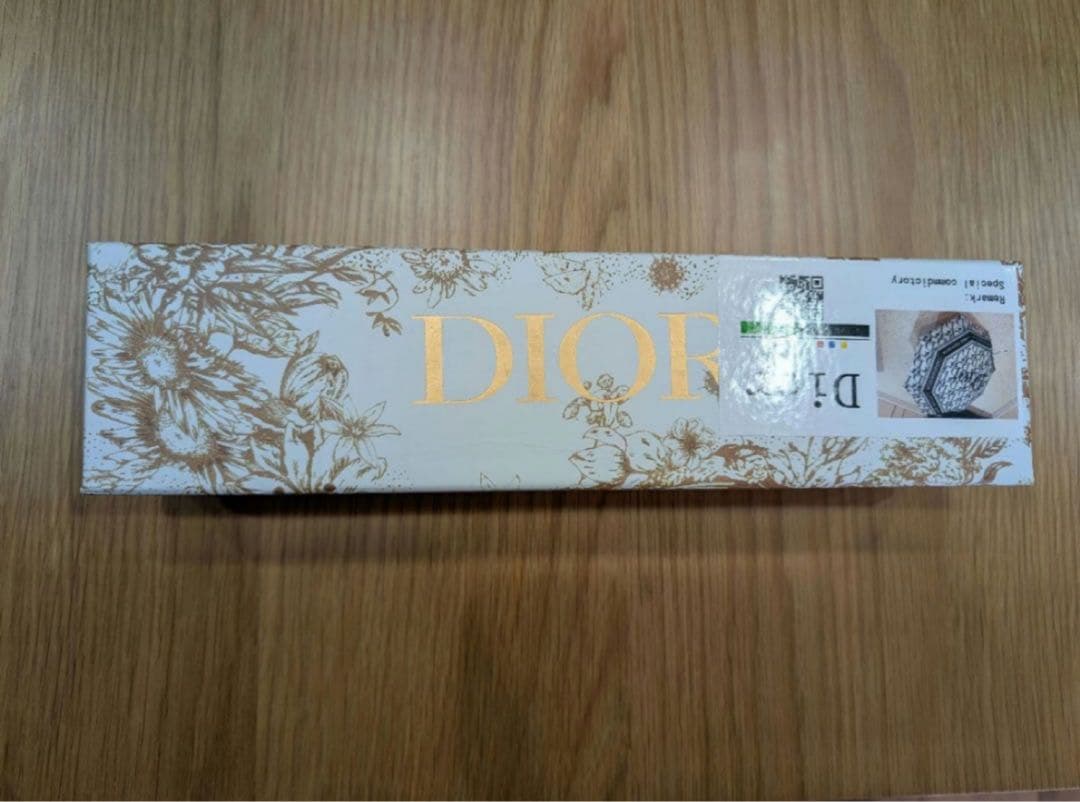 DIOR
Dior
Remark:
Special commdictory